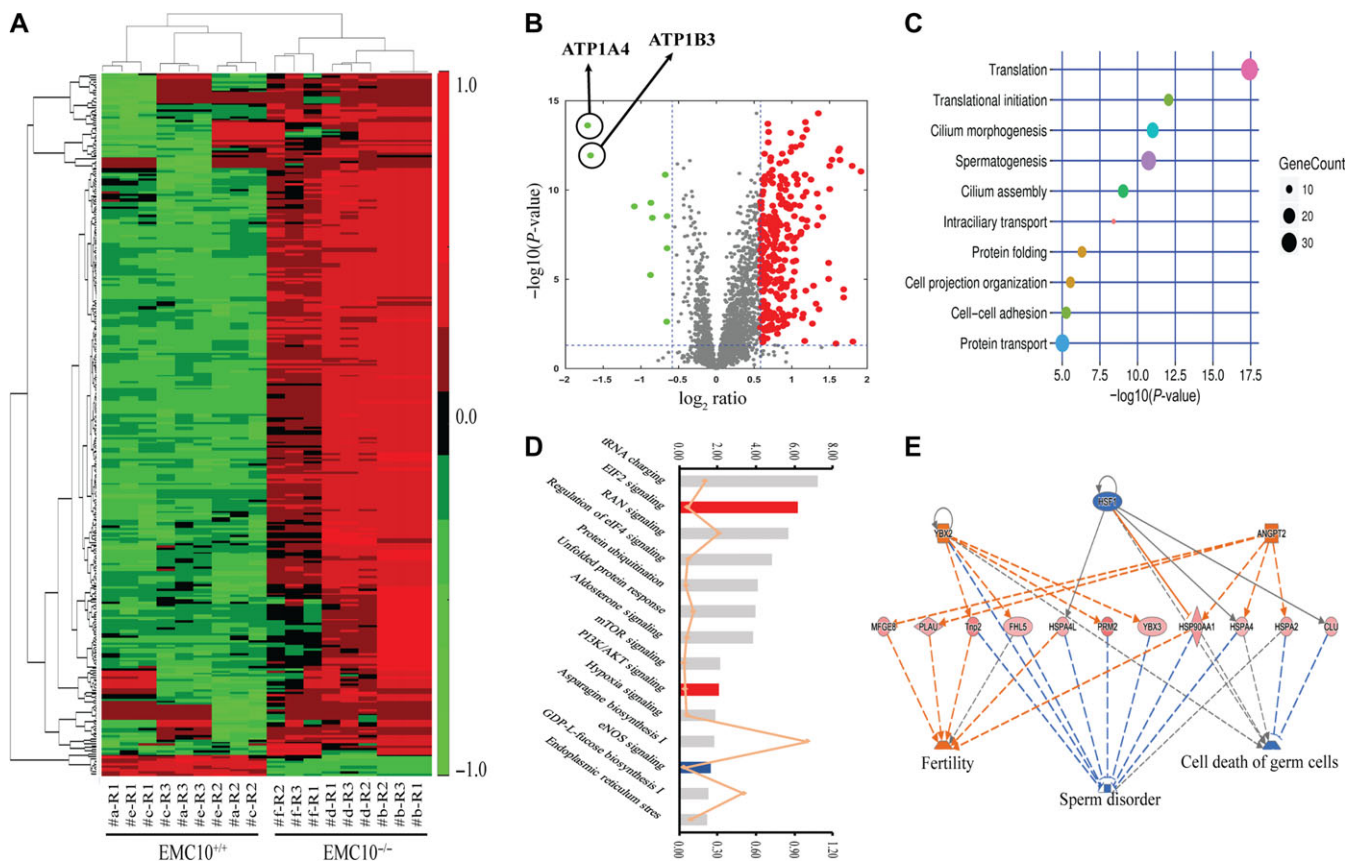 A
B
C
ATP1A4
ATP1B3
1.0
0.0
−1.0
#a-R1
#e-R1
#c-R1
#c-R3
#a-R3
#e-R3
#e-R2
#a-R2
#c-R2
#f-R2
#f-R3
#f-R1
#d-R1
#d-R3
#d-R2
#b-R2
#b-R3
#b-R1
EMC10+/+
EMC10−/−
−log10(P-value)
15
10
5
0
−2
−1.5
−1
−0.5
0
0.5
1
1.5
2
log2 ratio
Translation
Translational initiation
Cilium morphogenesis
Spermatogenesis
Cilium assembly
Intraciliary transport
Protein folding
Cell projection organization
Cell−cell adhesion
Protein transport
5.0
7.5
10.0
12.5
15.0
17.5
−log10(P-value)
GeneCount
10
20
30
D
0.00
2.00
4.00
6.00
8.00
tRNA charging
EIF2 signaling
RAN signaling
Regulation of eIF4 signaling
Protein ubiquitination
Unfolded protein response
Aldosterone signaling
mTOR signaling
PI3K/AKT signaling
Hypoxia signaling
Asparagine biosynthesis I
eNOS signaling
GDP-L-fucose biosynthesis I
Endoplasmic reticulum stres
0.00
0.30
0.60
0.90
1.20
E
HSF1
YBX2
ANGPT2
MFGE8
PLAU
Tnp2
FHL5
HSPA4L
PRM2
YBX3
HSP90AA1
HSPA4
HSPA2
CLU
Fertility
Cell death of germ cells
Sperm disorder